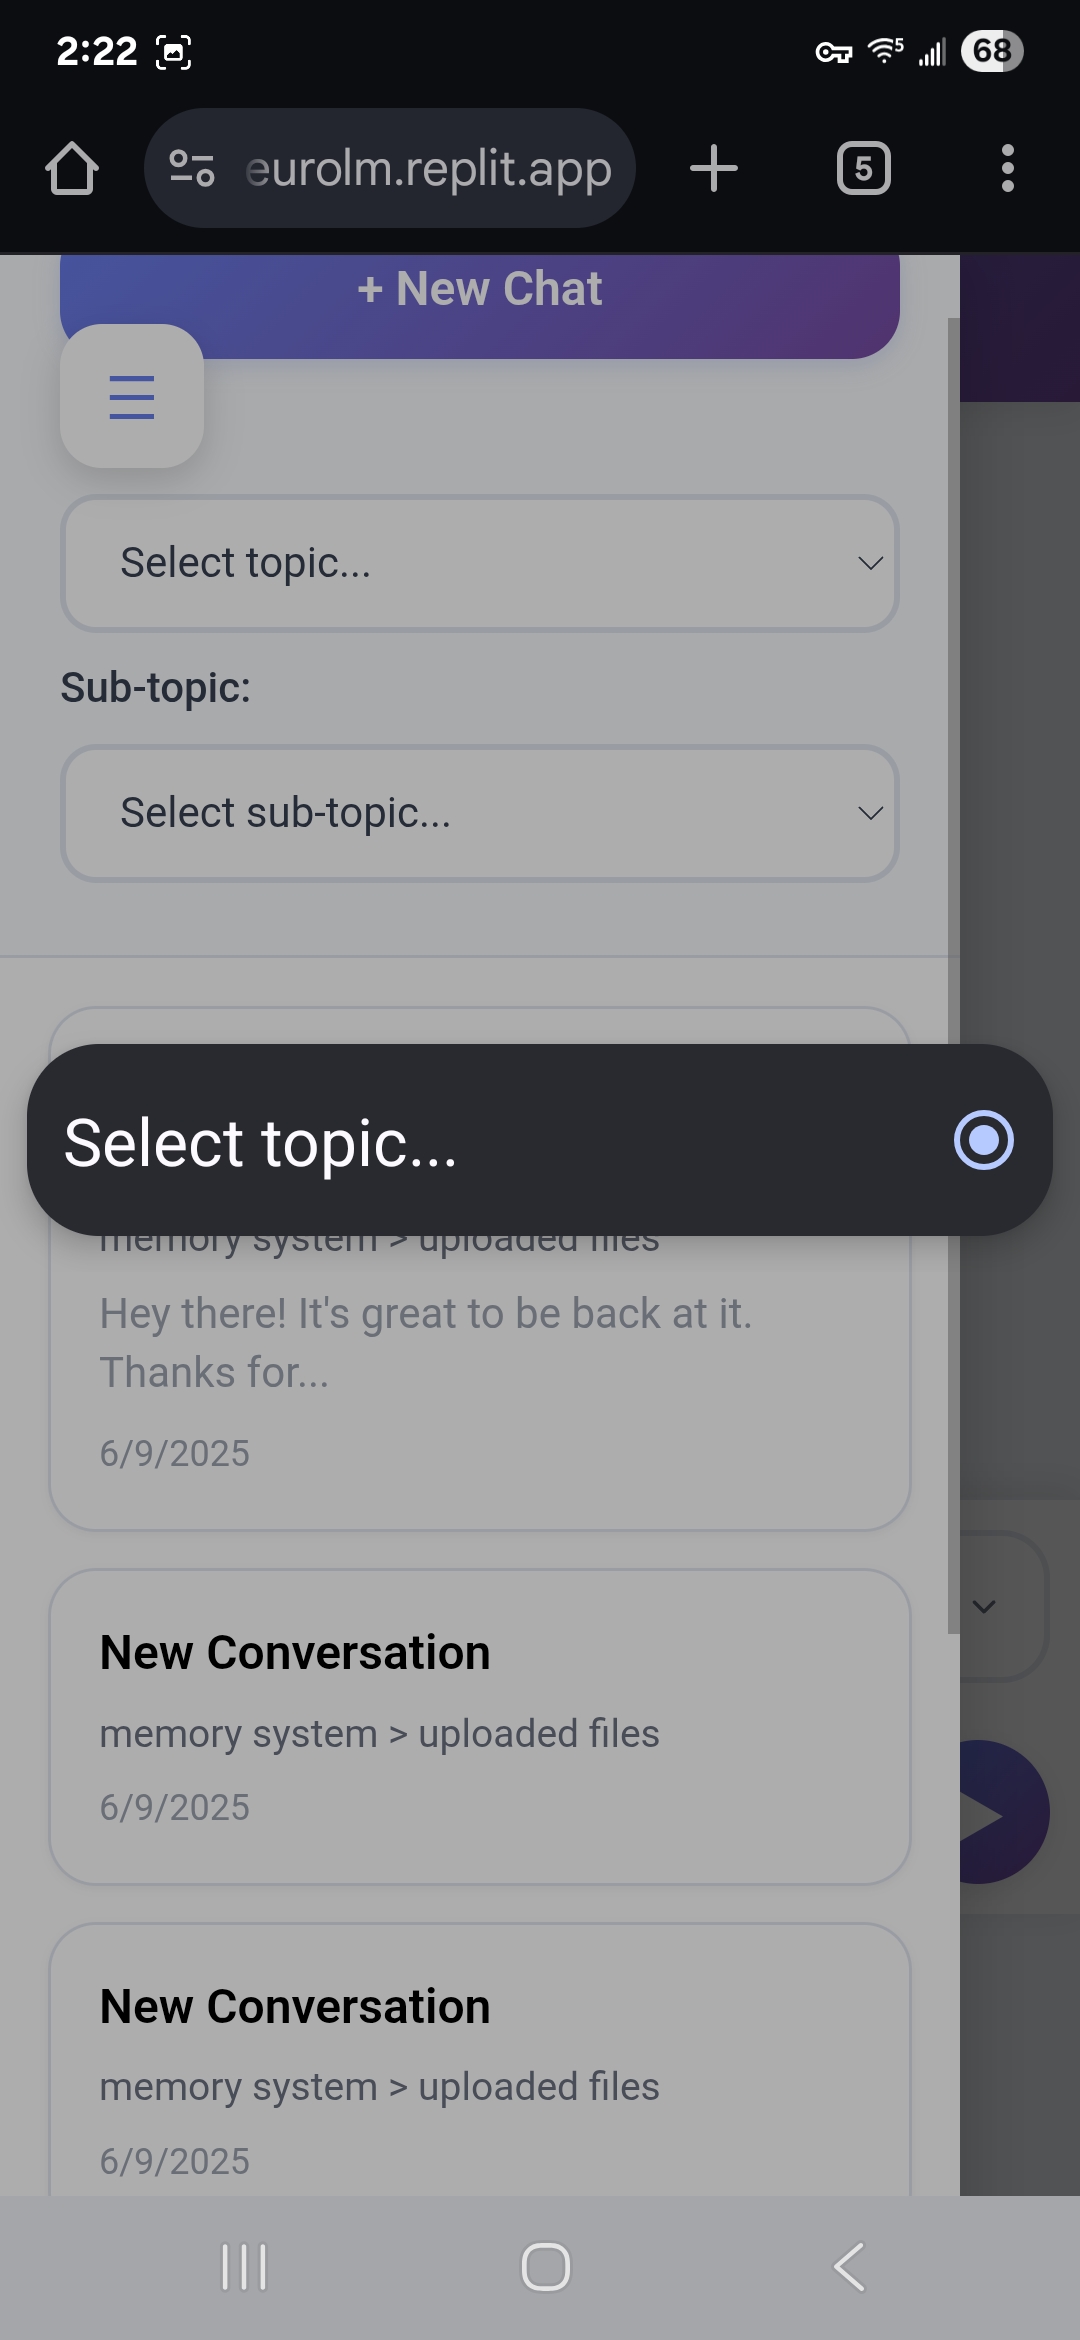 2:22
5
68
eurolm.replit.app
5
+ New Chat
Select topic...
Sub-topic:
Select sub-topic...
Select topic...
memory system > uploaded files
Hey there! It's great to be back at it.
Thanks for...
6/9/2025
New Conversation
memory system > uploaded files
6/9/2025
New Conversation
memory system > uploaded files
6/9/2025